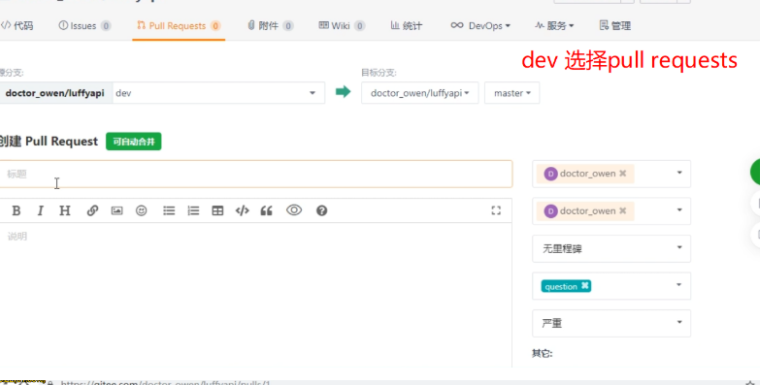 代码 Issues 0 Pull Requests 0 附件 0 Wiki 0 统计 DevOps 服务 管理
dev 选择pull requests
分支: 目标分支:
doctor_owen/luffyapi dev doctor_owen/luffyapi master
创建 Pull Request 可自动合并
标题
D doctor_owen
B I H
D doctor_owen
说明
无里程碑
question
严重
其它:
https://gitee.com/doctor_owen/luffyapi/pulls/1